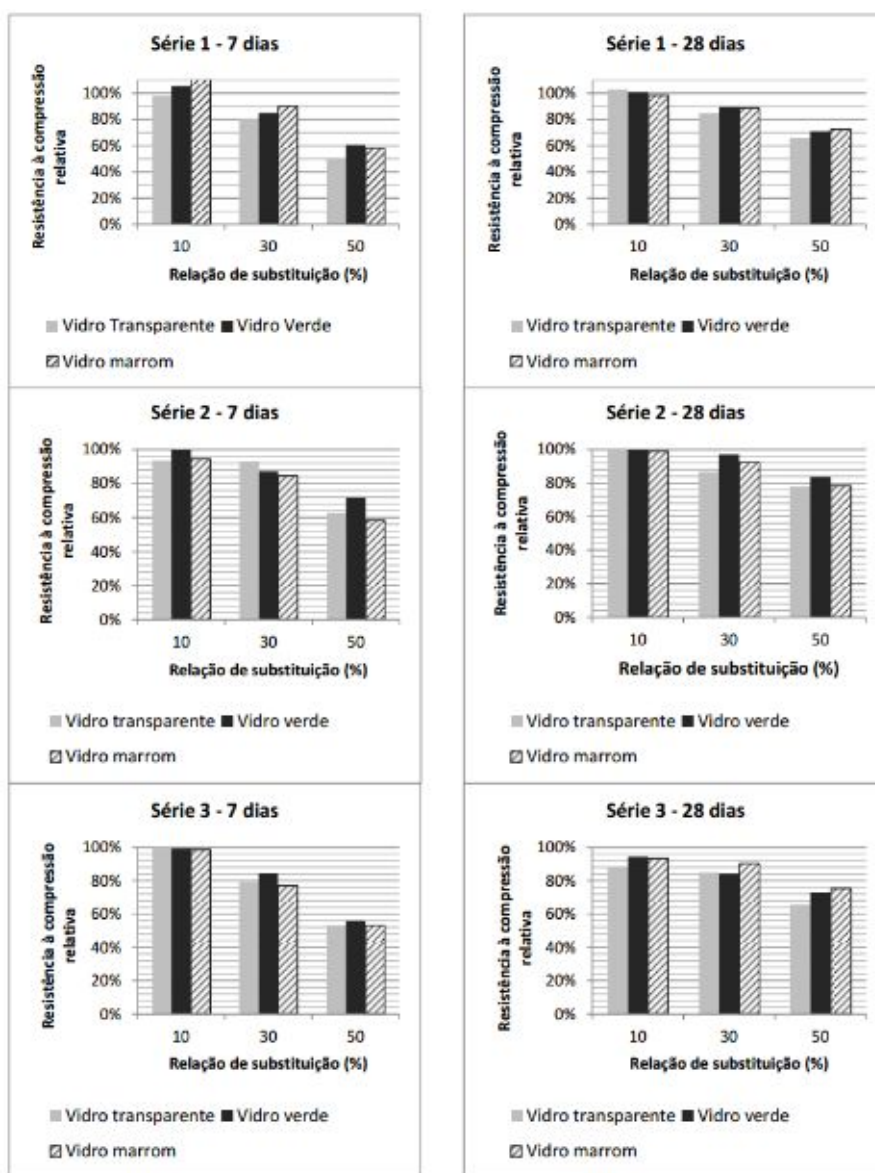 Série 1 - 7 dias
Resistência à compressão
relativa
100%
80%
60%
40%
20%
0%
10 30 50
Relação de substituição (%)
Vidro Transparente Vidro Verde
Vidro marrom
Série 1 - 28 dias
Resistência à compressão
relativa
100%
80%
60%
40%
20%
0%
10 30 50
Relação de substituição (%)
Vidro transparente Vidro verde
Vidro marrom
Série 2 - 7 dias
Resistência à compressão
relativa
100%
80%
60%
40%
20%
0%
10 30 50
Relação de substituição (%)
Vidro transparente Vidro verde
Vidro marrom
Série 2 - 28 dias
Resistência à compressão
relativa
100%
80%
60%
40%
20%
0%
10 30 50
Relação de substituição (%)
Vidro transparente Vidro verde
Vidro marrom
Série 3 - 7 dias
Resistência à compressão
relativa
100%
80%
60%
40%
20%
0%
10 30 50
Relação de substituição (%)
Vidro transparente Vidro verde
Vidro marrom
Série 3 - 28 dias
Resistência à compressão
relativa
100%
80%
60%
40%
20%
0%
10 30 50
Relação de substituição (%)
Vidro transparente Vidro verde
Vidro marrom